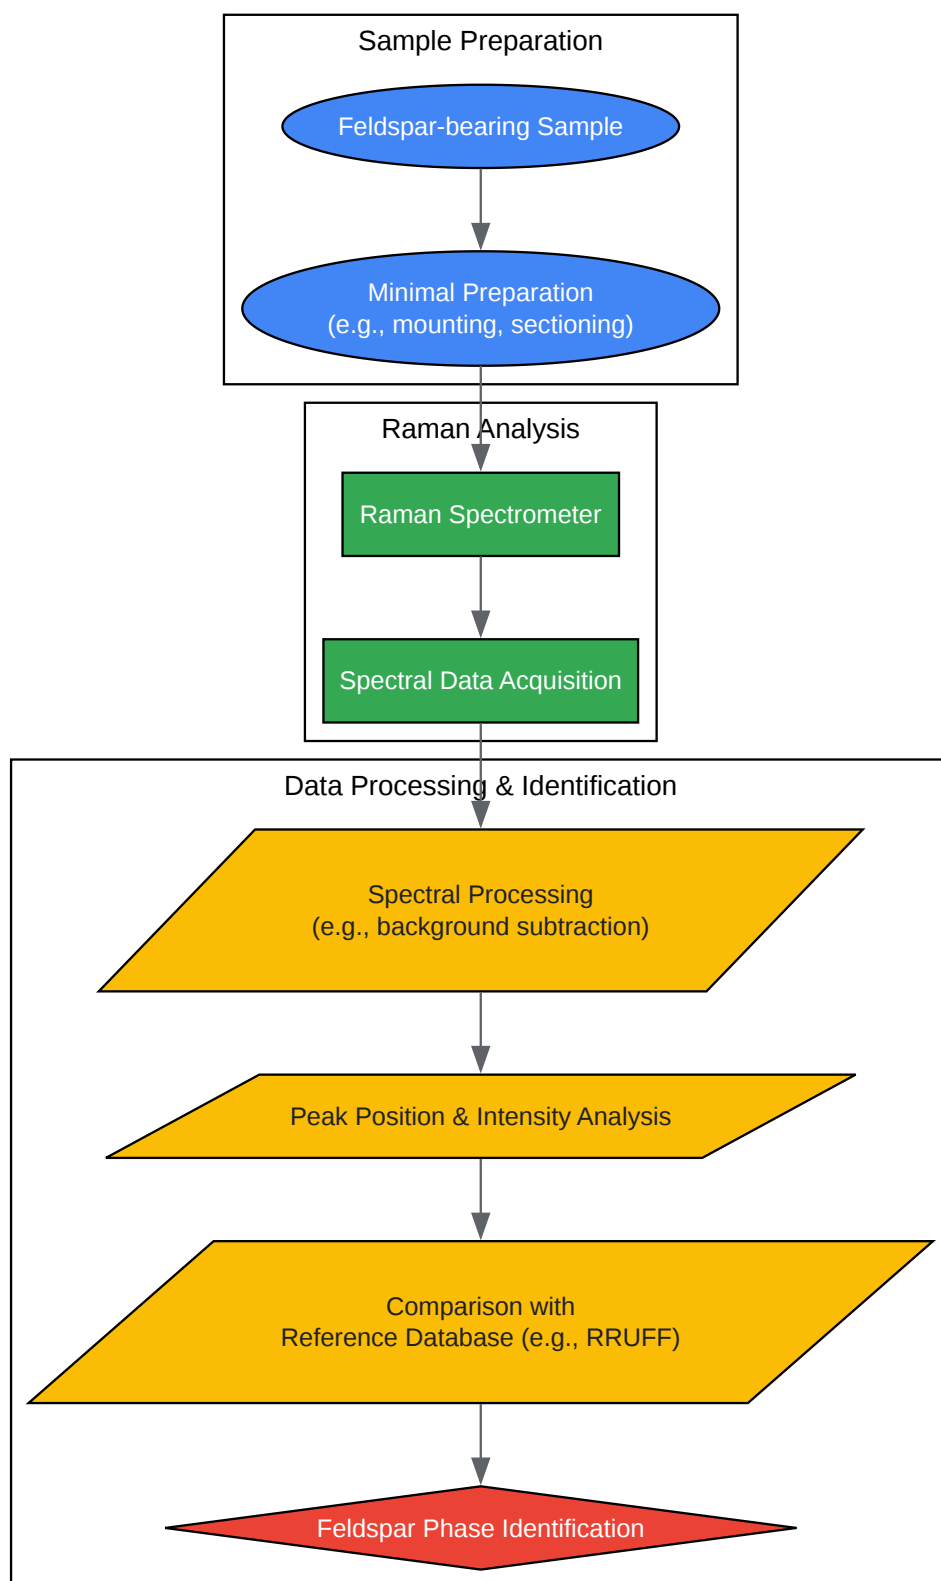 Sample Preparation
Feldspar-bearing Sample
Minimal Preparation
(e.g., mounting, sectioning)
Raman Analysis
Raman Spectrometer
Spectral Data Acquisition
Data Processing & Identification
Spectral Processing
(e.g., background subtraction)
Peak Position & Intensity Analysis
Comparison with
Reference Database (e.g., RRUFF)
Feldspar Phase Identification